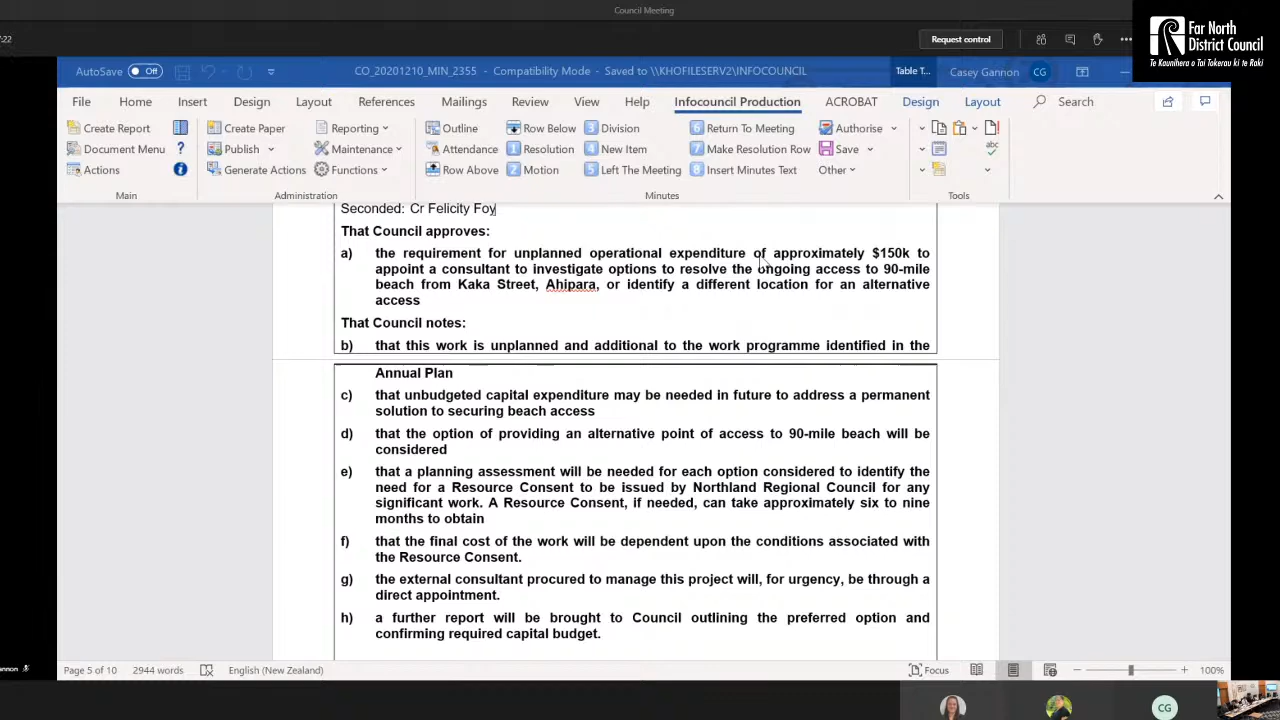 Council Meeting
:22
Request control
Far North
District Council
Te Kaunihera o Tai Tokerau ki te Raki
AutoSave Off
CO_20201210_MIN_2355 - Compatibility Mode - Saved to \\KHOFILESERV2\INFOCOUNCIL
Table T...
Casey Gannon CG
File Home Insert Draw Design Layout References Mailings Review View Help Infocouncil Production ACROBAT Design Layout Search
Create Report Create Paper Reporting Outline Row Below 3 Division 6 Return To Meeting Authorise
Document Menu ? Publish Maintenance Attendance 1 Resolution 4 New Item 7 Make Resolution Row Save abc
Actions Generate Actions Functions Row Above 2 Motion 5 Left The Meeting 8 Insert Minutes Text Other
Main Administration Minutes Tools
Seconded: Cr Felicity Foy
That Council approves:
a) the requirement for unplanned operational expenditure of approximately $150k to
appoint a consultant to investigate options to resolve the ongoing access to 90-mile
beach from Kaka Street, Ahipara, or identify a different location for an alternative
access
That Council notes:
b) that this work is unplanned and additional to the work programme identified in the
Annual Plan
c) that unbudgeted capital expenditure may be needed in future to address a permanent
solution to securing beach access
d) that the option of providing an alternative point of access to 90-mile beach will be
considered
e) that a planning assessment will be needed for each option considered to identify the
need for a Resource Consent to be issued by Northland Regional Council for any
significant work. A Resource Consent, if needed, can take approximately six to nine
months to obtain
f) that the final cost of the work will be dependent upon the conditions associated with
the Resource Consent.
g) the external consultant procured to manage this project will, for urgency, be through a
direct appointment.
h) a further report will be brought to Council outlining the preferred option and
confirming required capital budget.
nnon
Page 5 of 10 2944 words English (New Zealand) Focus 100%
CG